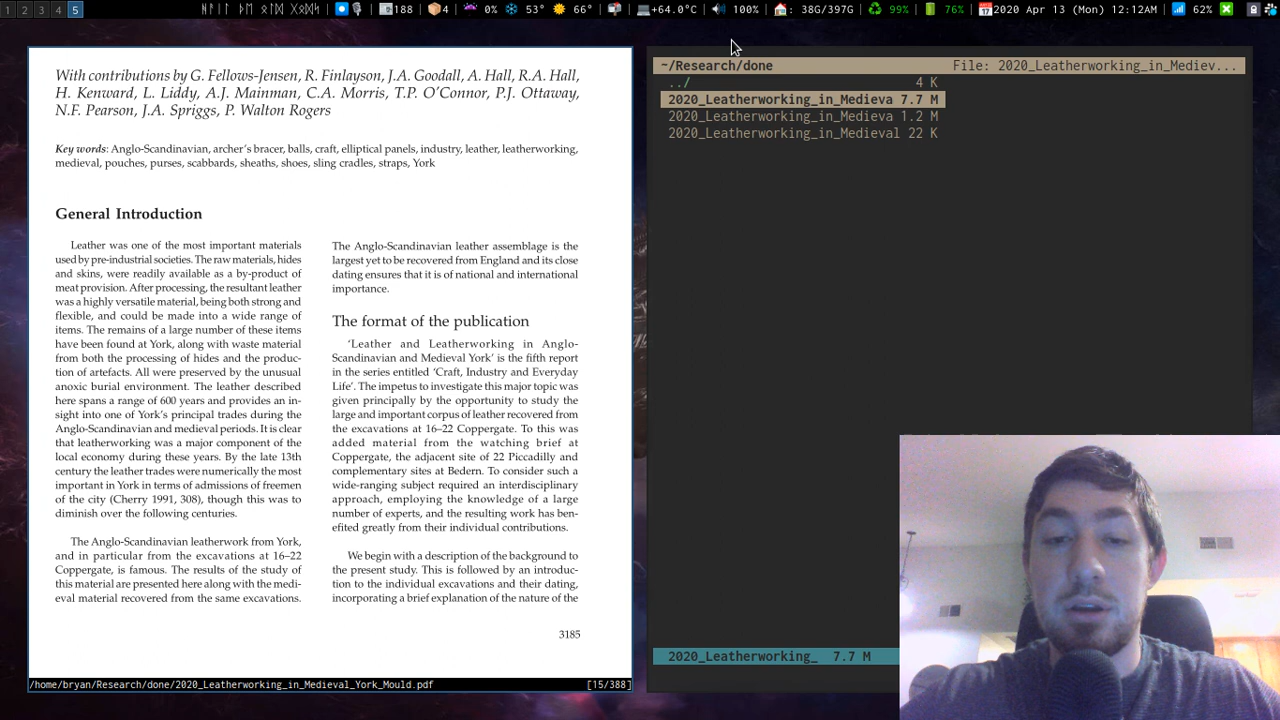 1 2 3 4 5
188
4
0%
53°
66°
+64.0°C
100%
: 38G/397G
99%
76%
2020 Apr 13 (Mon) 12:12AM
62%
With contributions by G. Fellows-Jensen, R. Finlayson, J.A. Goodall, A. Hall, R.A. Hall,
H. Kenward, L. Liddy, A.J. Mainman, C.A. Morris, T.P. O'Connor, P.J. Ottaway,
N.F. Pearson, J.A. Spriggs, P. Walton Rogers
Key words: Anglo-Scandinavian, archer's bracer, balls, craft, elliptical panels, industry, leather, leatherworking,
medieval, pouches, purses, scabbards, sheaths, shoes, sling cradles, straps, York
General Introduction
Leather was one of the most important materials
used by pre-industrial societies. The raw materials, hides
and skins, were readily available as a by-product of
meat provision. After processing, the resultant leather
was a highly versatile material, being both strong and
flexible, and could be made into a wide range of
items. The remains of a large number of these items
have been found at York, along with waste material
from both the processing of hides and the produc-
tion of artefacts. All were preserved by the unusual
anoxic burial environment. The leather described
here spans a range of 600 years and provides an in-
sight into one of York's principal trades during the
Anglo-Scandinavian and medieval periods. It is clear
that leatherworking was a major component of the
local economy during these years. By the late 13th
century the leather trades were numerically the most
important in York in terms of admissions of freemen
of the city (Cherry 1991, 308), though this was to
diminish over the following centuries.
The Anglo-Scandinavian leatherwork from York,
and in particular from the excavations at 16–22
Coppergate, is famous. The results of the study of
this material are presented here along with the medi-
eval material recovered from the same excavations.
The Anglo-Scandinavian leather assemblage is the
largest yet to be recovered from England and its close
dating ensures that it is of national and international
importance.
The format of the publication
'Leather and Leatherworking in Anglo-
Scandinavian and Medieval York' is the fifth report
in the series entitled 'Craft, Industry and Everyday
Life'. The impetus to investigate this major topic was
given principally by the opportunity to study the
large and important corpus of leather recovered from
the excavations at 16–22 Coppergate. To this was
added material from the watching brief at
Coppergate, the adjacent site of 22 Piccadilly and
complementary sites at Bedern. To consider such a
wide-ranging subject required an interdisciplinary
approach, employing the knowledge of a large
number of experts, and the resulting work has ben-
efited greatly from their individual contributions.
We begin with a description of the background to
the present study. This is followed by an introduc-
tion to the individual excavations and their dating,
incorporating a brief explanation of the nature of the
3185
/home/bryan/Research/done/2020_Leatherworking_in_Medieval_York_Mould.pdf [15/388]
~/Research/done File: 2020_Leatherworking_in_Mediev...
../ 4 K
2020_Leatherworking_in_Medieva 7.7 M
2020_Leatherworking_in_Medieva 1.2 M
2020_Leatherworking_in_Medieval 22 K
2020_Leatherworking_ 7.7 M